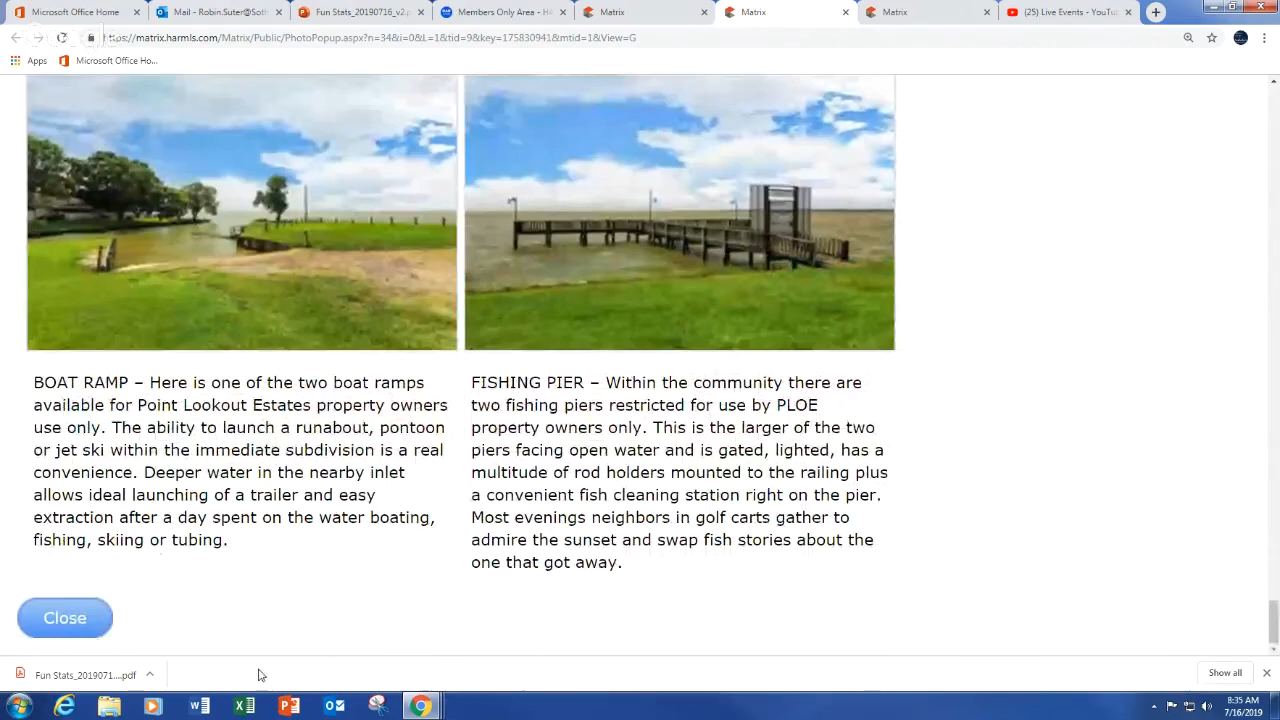 Microsoft Office Home
Mail - Robin.Suter@Soth
Fun Stats_20190716_v2.p
Members Only Area - HA
Matrix
Matrix
Matrix
(25) Live Events - YouTu
ttps://matrix.harmls.com/Matrix/Public/PhotoPopup.aspx?n=34&i=0&L=1&tid=9&key=175830941&mtid=1&View=G
Apps
Microsoft Office Ho...
BOAT RAMP – Here is one of the two boat ramps
available for Point Lookout Estates property owners
use only. The ability to launch a runabout, pontoon
or jet ski within the immediate subdivision is a real
convenience. Deeper water in the nearby inlet
allows ideal launching of a trailer and easy
extraction after a day spent on the water boating,
fishing, skiing or tubing.
FISHING PIER – Within the community there are
two fishing piers restricted for use by PLOE
property owners only. This is the larger of the two
piers facing open water and is gated, lighted, has a
multitude of rod holders mounted to the railing plus
a convenient fish cleaning station right on the pier.
Most evenings neighbors in golf carts gather to
admire the sunset and swap fish stories about the
one that got away.
Close
Fun Stats_2019071....pdf
Show all
8:35 AM
7/16/2019